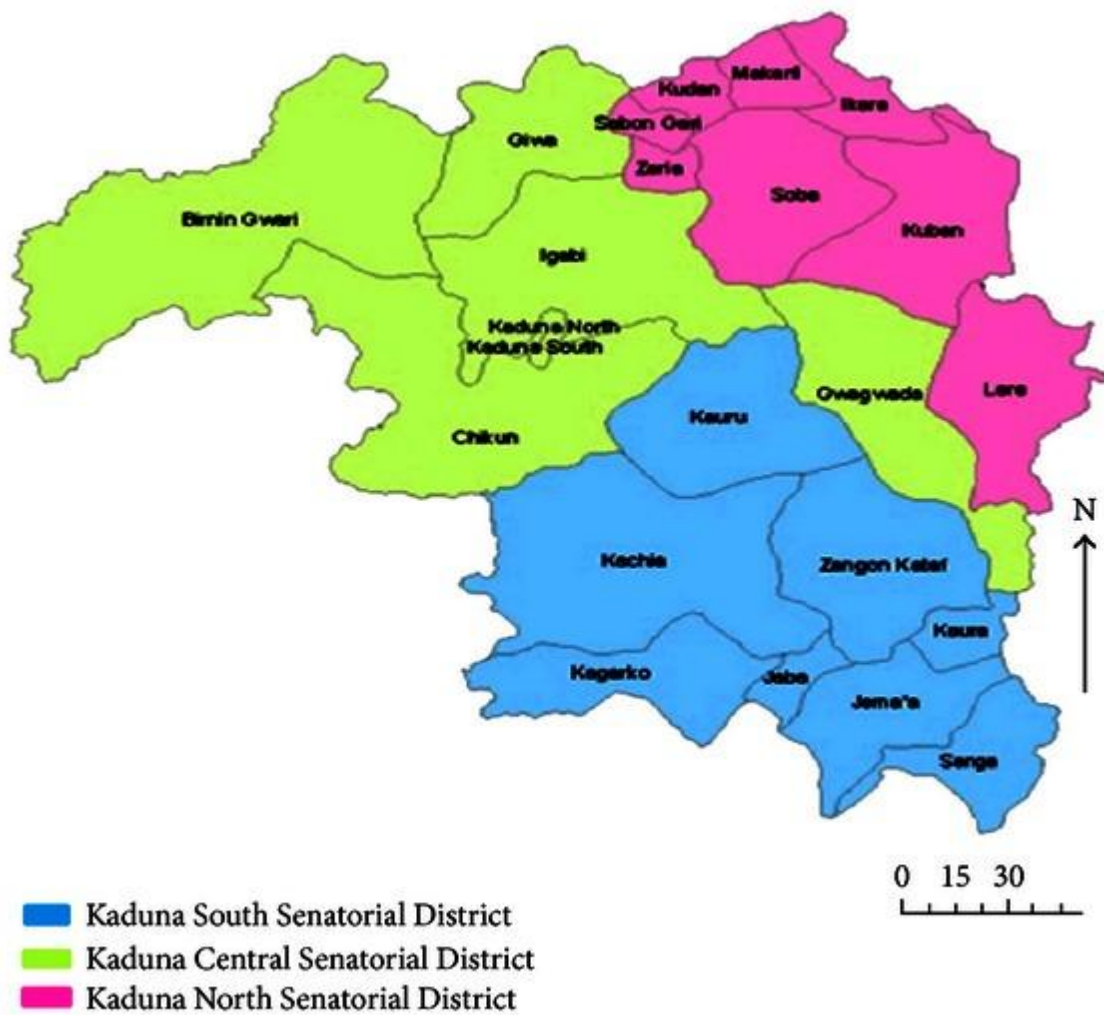 Makarfi
Kudan
Ikara
Sabon Gari
Giwa
Zaria
Soba
Birnin Gwari
Kuban
Igabi
Kaduna North
Kaduna South
Gwagwada
Lere
Kauru
Chikun
N
Kachia
Zangon Kataf
Kaura
Kagarko
Jaba
Jema'a
Sanga
0 15 30
Kaduna South Senatorial District
Kaduna Central Senatorial District
Kaduna North Senatorial District